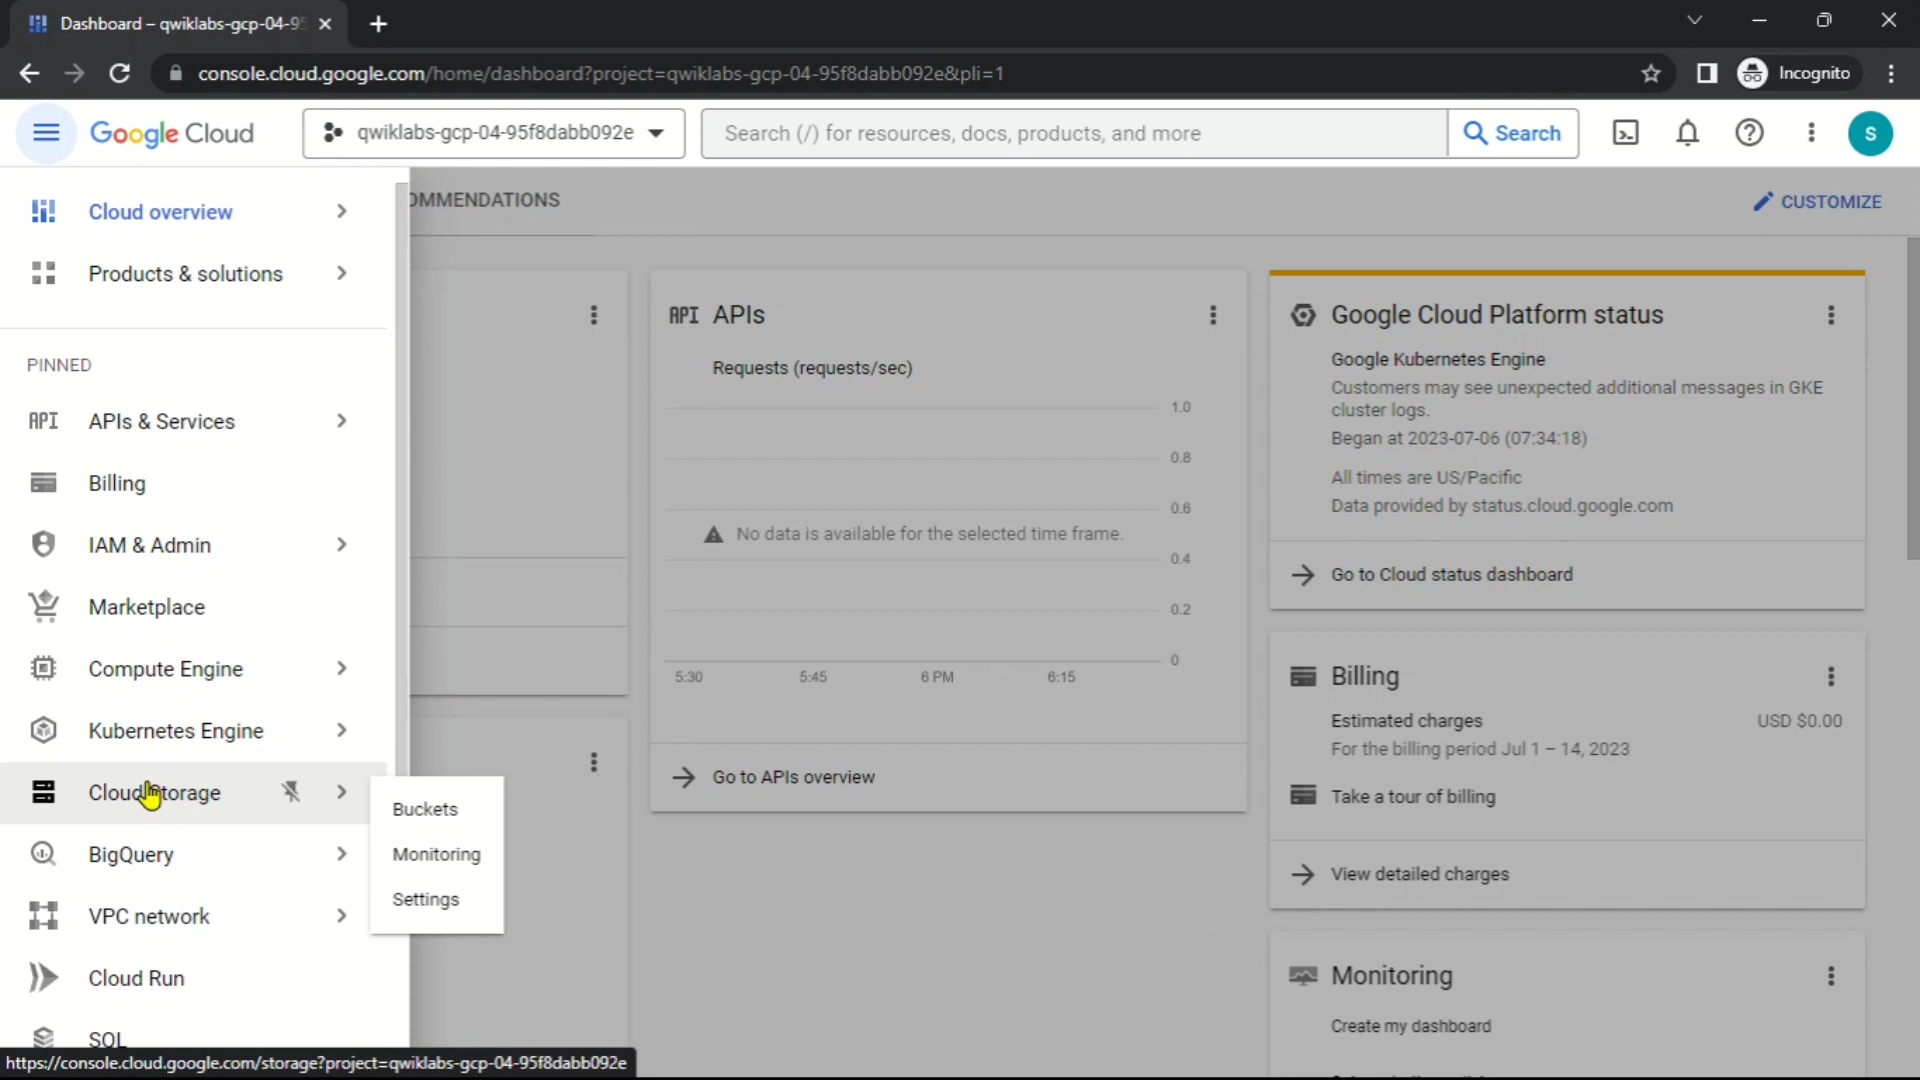 Dashboard – qwiklabs-gcp-04-95
console.cloud.google.com/home/dashboard?project=qwiklabs-gcp-04-95f8dabb092e&pli=1
Incognito
Google Cloud
qwiklabs-gcp-04-95f8dabb092e
Search (/) for resources, docs, products, and more
Search
S
Cloud overview
OMMENDATIONS
CUSTOMIZE
Products & solutions
PINNED
API APIs & Services
Billing
IAM & Admin
Marketplace
Compute Engine
Kubernetes Engine
Cloud Storage
BigQuery
VPC network
Cloud Run
SQL
Buckets
Monitoring
Settings
API APIs
Requests (requests/sec)
1.0
0.8
0.6
No data is available for the selected time frame.
0.4
0.2
0
5:30
5:45
6 PM
6:15
Go to APIs overview
Google Cloud Platform status
Google Kubernetes Engine
Customers may see unexpected additional messages in GKE
cluster logs.
Began at 2023-07-06 (07:34:18)
All times are US/Pacific
Data provided by status.cloud.google.com
Go to Cloud status dashboard
Billing
Estimated charges
USD $0.00
For the billing period Jul 1 – 14, 2023
Take a tour of billing
View detailed charges
Monitoring
Create my dashboard
https://console.cloud.google.com/storage?project=qwiklabs-gcp-04-95f8dabb092e